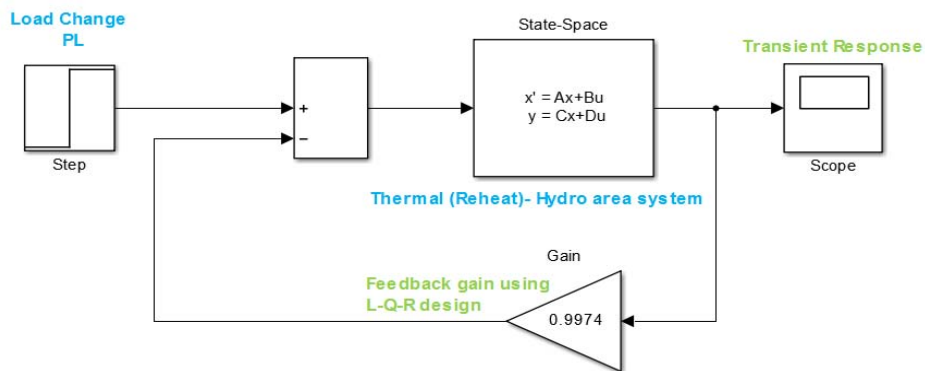 Load Change
PL
Step
+
−
State-Space
x' = Ax+Bu
y = Cx+Du
Thermal (Reheat)- Hydro area system
Transient Response
Scope
Gain
Feedback gain using
L-Q-R design
0.9974